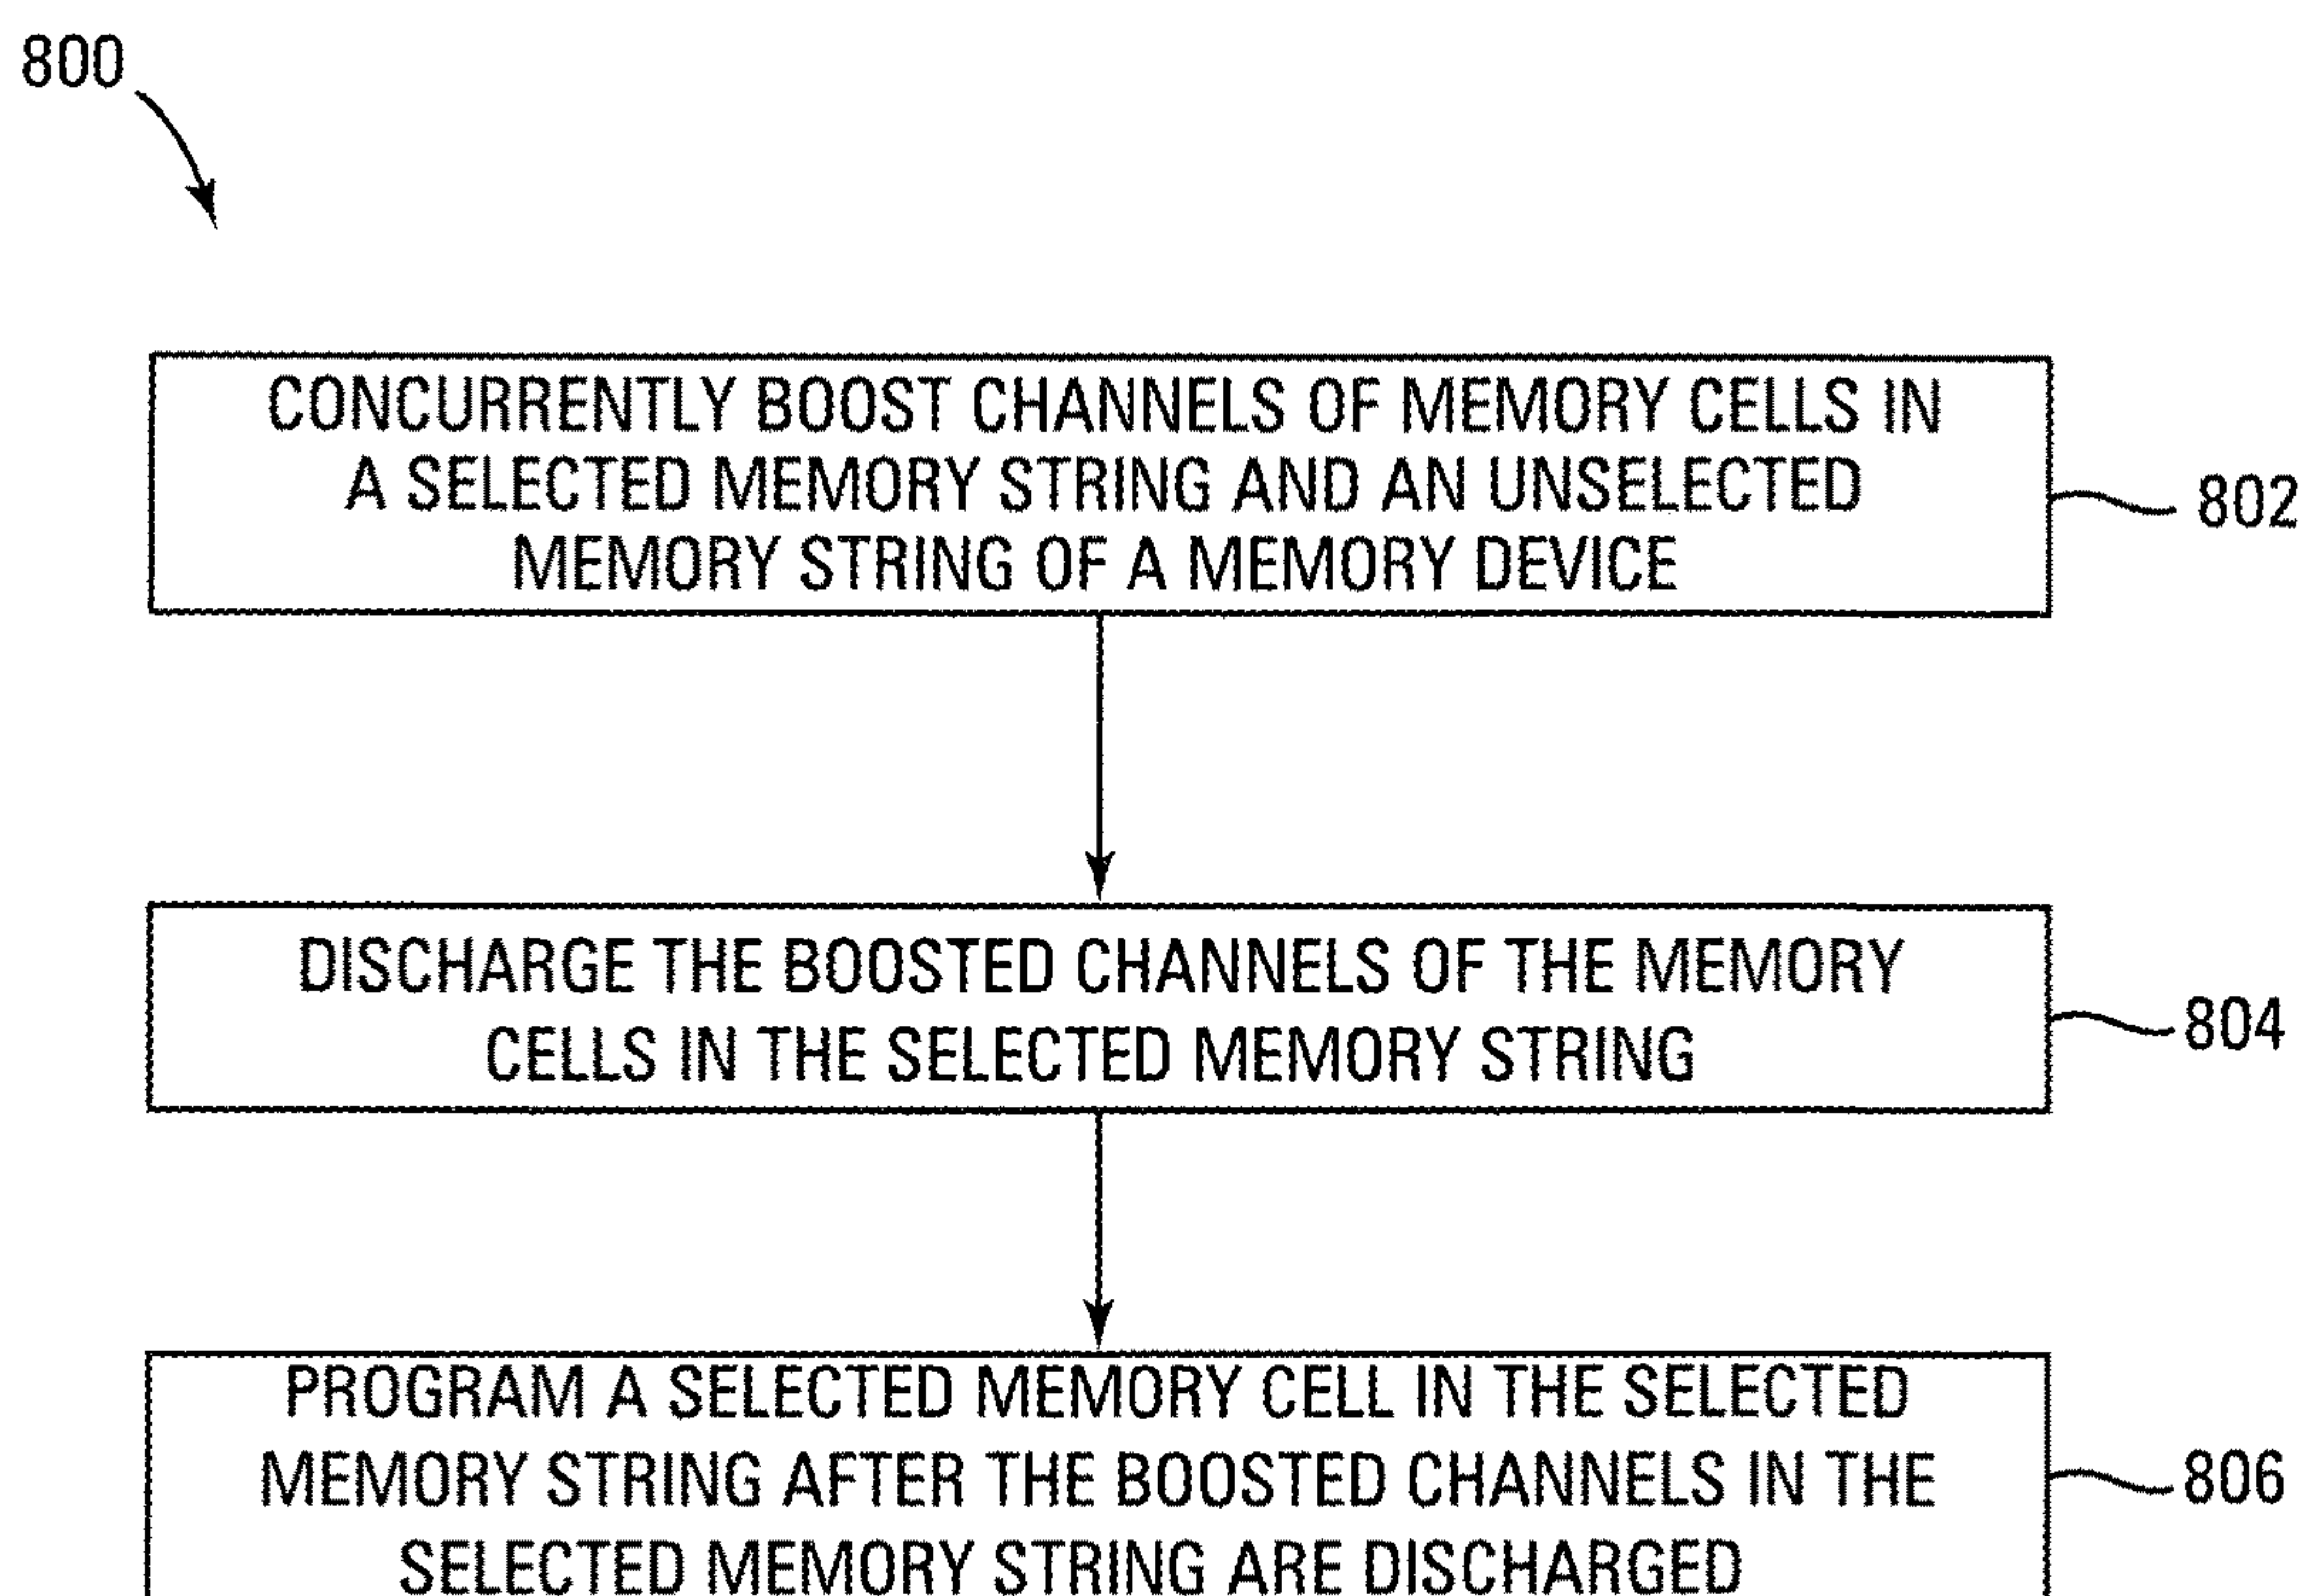 800
CONCURRENTLY BOOST CHANNELS OF MEMORY CELLS IN
A SELECTED MEMORY STRING AND AN UNSELECTED
MEMORY STRING OF A MEMORY DEVICE
802
DISCHARGE THE BOOSTED CHANNELS OF THE MEMORY
CELLS IN THE SELECTED MEMORY STRING
804
PROGRAM A SELECTED MEMORY CELL IN THE SELECTED
MEMORY STRING AFTER THE BOOSTED CHANNELS IN THE
SELECTED MEMORY STRING ARE DISCHARGED
806